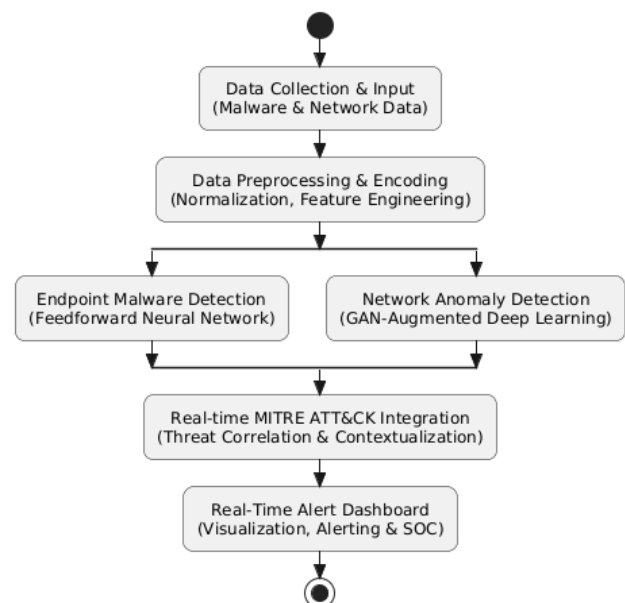 Data Collection & Input
(Malware & Network Data)
Data Preprocessing & Encoding
(Normalization, Feature Engineering)
Endpoint Malware Detection
(Feedforward Neural Network)
Network Anomaly Detection
(GAN-Augmented Deep Learning)
Real-time MITRE ATT&CK Integration
(Threat Correlation & Contextualization)
Real-Time Alert Dashboard
(Visualization, Alerting & SOC)